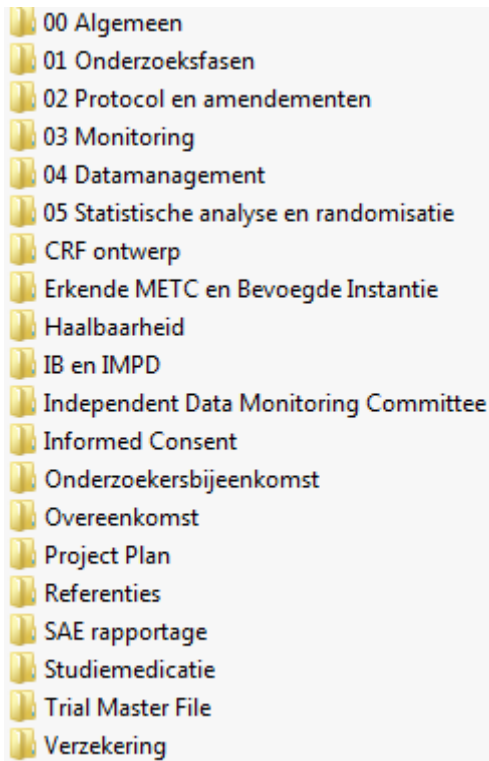 00 Algemeen
01 Onderzoeksfasen
02 Protocol en amendementen
03 Monitoring
04 Datamanagement
05 Statistische analyse en randomisatie
CRF ontwerp
Erkende METC en Bevoegde Instantie
Haalbaarheid
IB en IMPD
Independent Data Monitoring Committee
Informed Consent
Onderzoekersbijeenkomst
Overeenkomst
Project Plan
Referenties
SAE rapportage
Studiemedicatie
Trial Master File
Verzekering